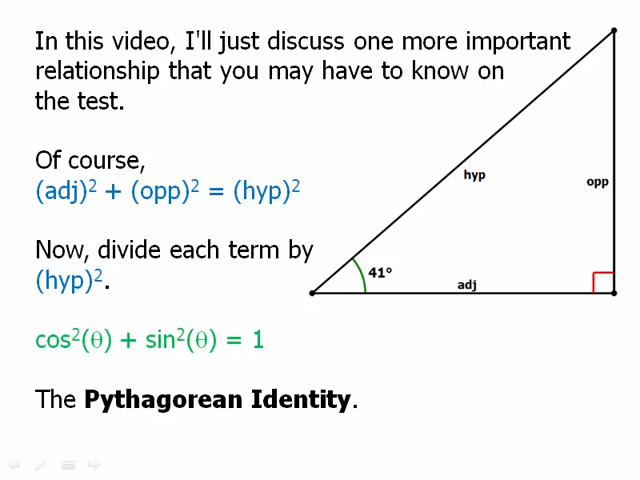 In this video, I'll just discuss one more important
relationship that you may have to know on
the test.
Of course,
(adj)² + (opp)² = (hyp)²
Now, divide each term by
(hyp)².
cos²(θ) + sin²(θ) = 1
The Pythagorean Identity.
hyp
opp
41°
adj